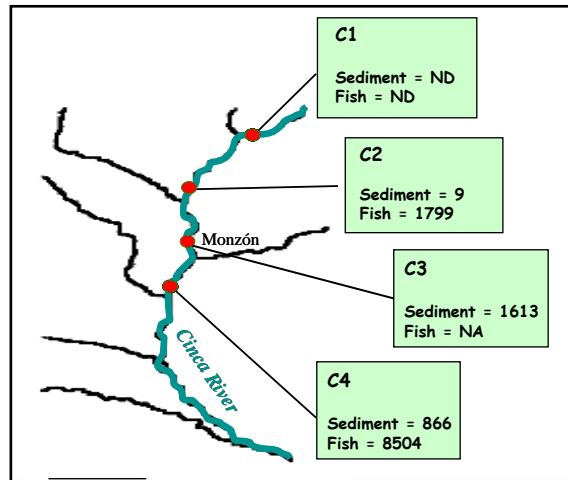 C1
Sediment = ND
Fish = ND
C2
Sediment = 9
Fish = 1799
Monzón
C3
Sediment = 1613
Fish = NA
Cinca River
C4
Sediment = 866
Fish = 8504